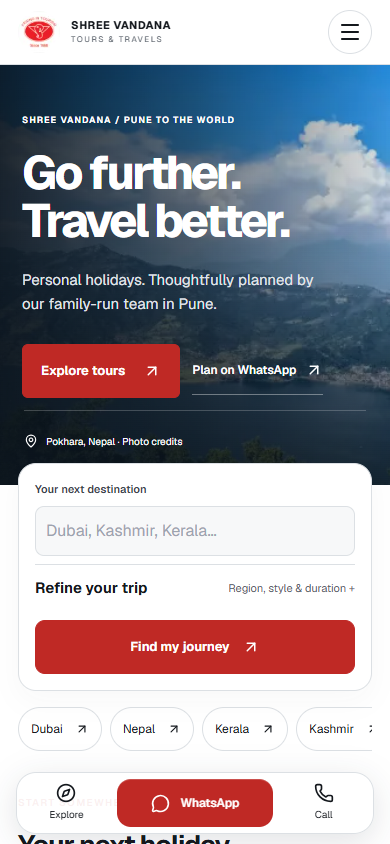 SHREE VANDANA
TOURS & TRAVELS
SHREE VANDANA / PUNE TO THE WORLD
Go further.
Travel better.
Personal holidays. Thoughtfully planned by
our family-run team in Pune.
Explore tours
Plan on WhatsApp
Pokhara, Nepal · Photo credits
Your next destination
Dubai, Kashmir, Kerala...
Refine your trip
Region, style & duration +
Find my journey
Dubai
Nepal
Kerala
Kashmir
WhatsApp
Explore
Call
Your next holiday